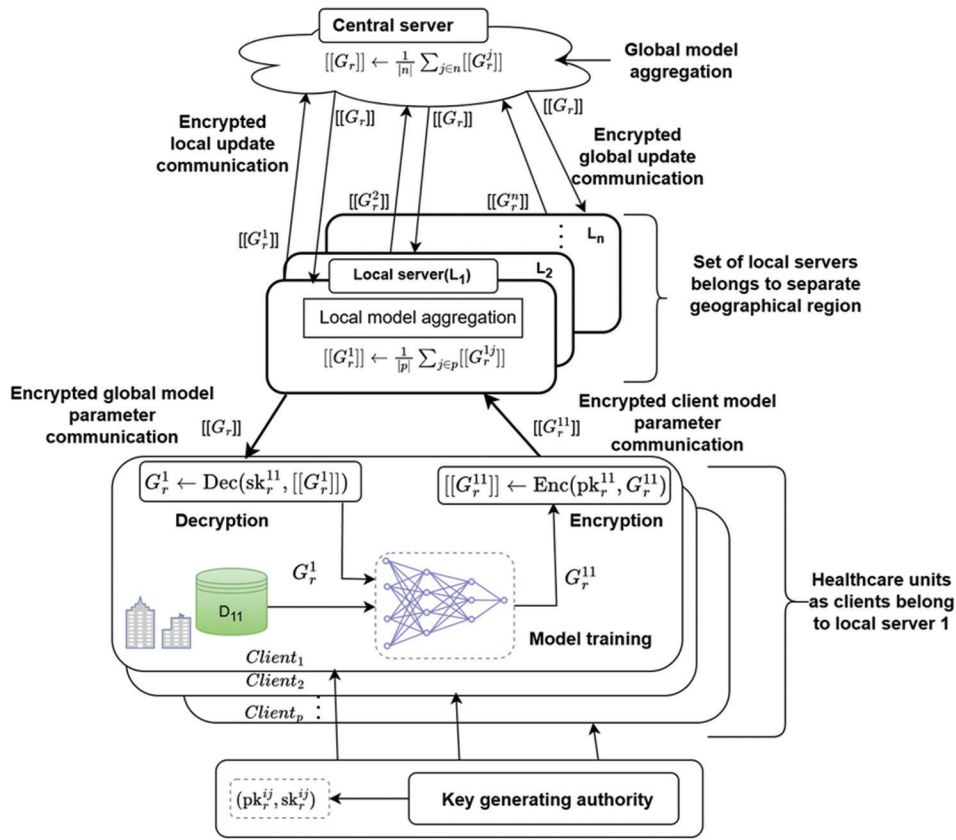 Central server
[[G_r]] ← \frac{1}{|n|} \sum_{j∈n}[[G_r^j]]
Global model
aggregation
Encrypted
local update
communication
[[G_r]]
[[G_r]]
[[G_r]]
Encrypted
global update
communication
[[G_r^1]]
[[G_r^2]]
[[G_r^n]]
⋮
L_n
L_2
Local server(L_1)
Local model aggregation
[[G_r^1]] ← \frac{1}{|p|} \sum_{j∈p}[[G_r^{1j}]]
Set of local servers
belongs to separate
geographical region
Encrypted global model
parameter
communication
[[G_r]]
[[G_r^{11}]]
Encrypted client model
parameter
communication
G_r^1 ← Dec(sk_r^{11}, [[G_r^1]])
Decryption
[[G_r^{11}]] ← Enc(pk_r^{11}, G_r^{11})
Encryption
G_r^1
G_r^{11}
D_11
Model training
Client_1
Client_2
Client_p ⋮
Healthcare units
as clients belong
to local server 1
(pk_r^{ij}, sk_r^{ij})
Key generating authority